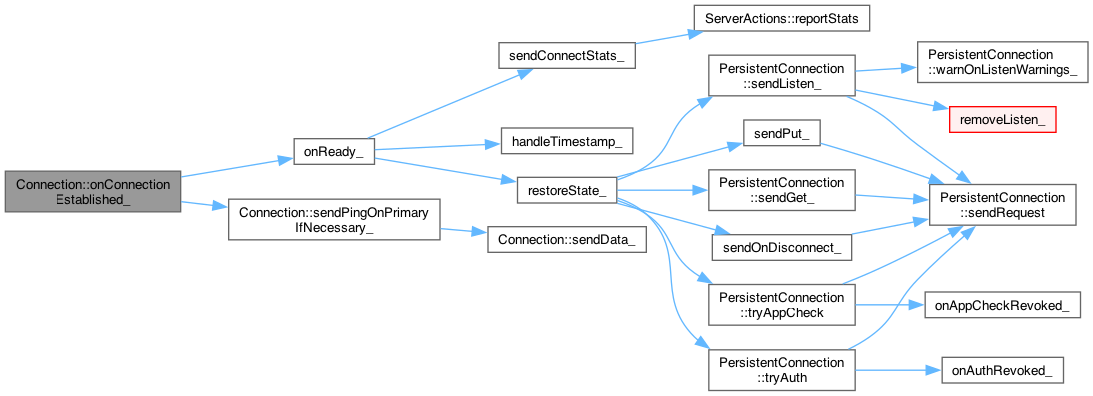 Connection::onConnection
Established_
onReady_
Connection::sendPingOnPrimary
IfNecessary_
sendConnectStats_
handleTimestamp_
restoreState_
Connection::sendData_
ServerActions::reportStats
PersistentConnection
::sendListen_
sendPut_
PersistentConnection
::sendGet_
sendOnDisconnect_
PersistentConnection
::tryAppCheck
PersistentConnection
::tryAuth
PersistentConnection
::warnOnListenWarnings_
removeListen_
PersistentConnection
::sendRequest
onAppCheckRevoked_
onAuthRevoked_